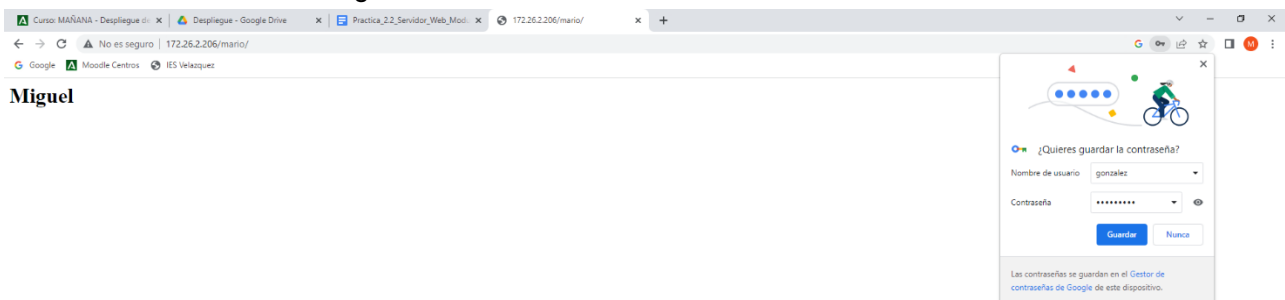 Curso: MAÑANA - Despliegue de
Despliegue - Google Drive
Practica_2.2_Servidor_Web_Mod
172.26.2.206/mario/
No es seguro | 172.26.2.206/mario/
G
M
Google Moodle Centros IES Velazquez
Miguel
¿Quieres guardar la contraseña?
Nombre de usuario gonzalez
Contraseña •••••••••
Guardar Nunca
Las contraseñas se guardan en el Gestor de
contraseñas de Google de este dispositivo.